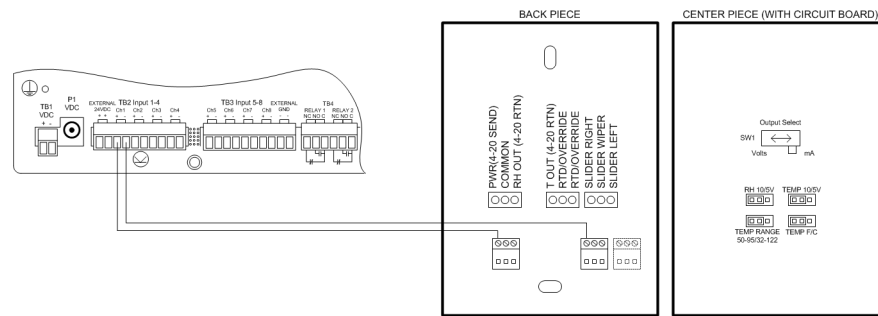 BACK PIECE
CENTER PIECE (WITH CIRCUIT BOARD)
TB1
VDC
+ -
P1
VDC
EXTERNAL
24VDC
+ +
TB2 Input 1-4
Ch1 Ch2 Ch3 Ch4
+ - + - + - + -
TB3 Input 5-8
Ch5 Ch6 Ch7 Ch8
+ - + - + - + -
EXTERNAL
GND
- -
TB4
RELAY 1 RELAY 2
NC NO C NC NO C
PWR(4-20 SEND)
COMMON
RH OUT (4-20 RTN)
T OUT (4-20 RTN)
RTD/OVERRIDE
RTD/OVERRIDE
SLIDER RIGHT
SLIDER WIPER
SLIDER LEFT
Output Select
SW1
Volts mA
RH 10/5V TEMP 10/5V
TEMP RANGE TEMP F/C
50-95/32-122